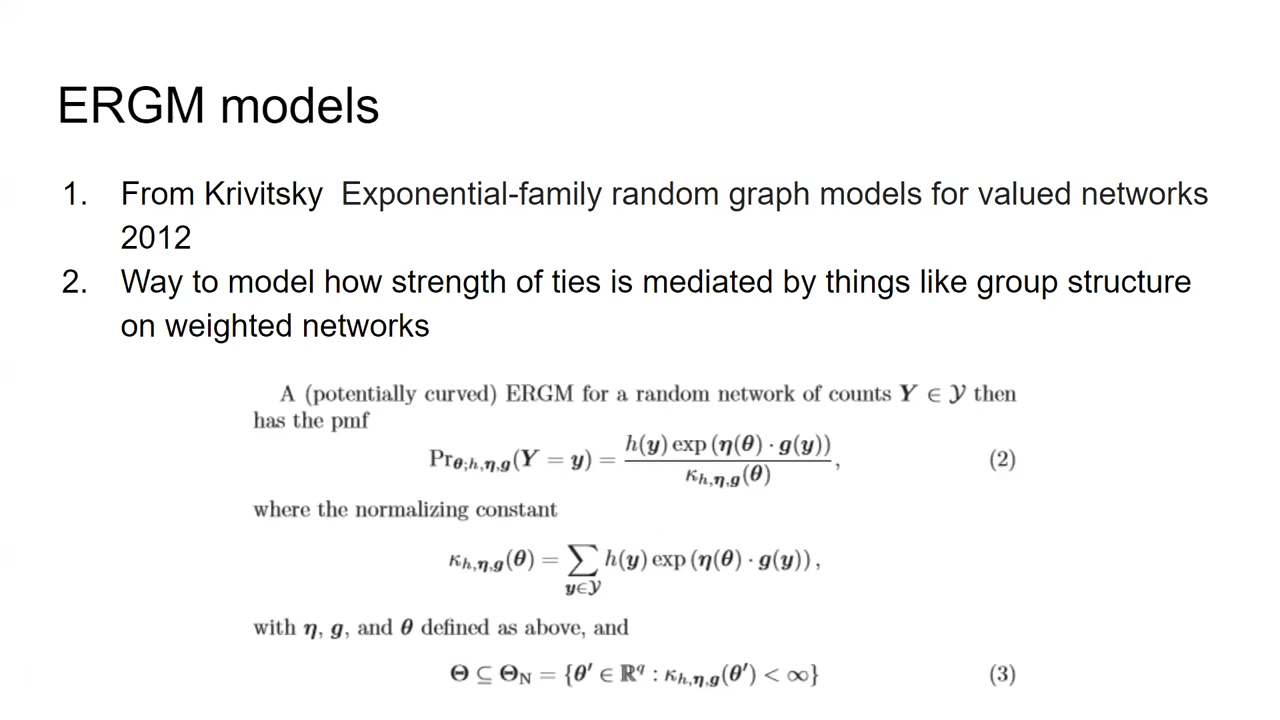 ERGM models
1. From Krivitsky Exponential-family random graph models for valued networks
2012
2. Way to model how strength of ties is mediated by things like group structure
on weighted networks
A (potentially curved) ERGM for a random network of counts Y ∈ 𝒴 then
has the pmf
Pr_{θ;h,η,g}(Y = y) = h(y) exp (η(θ) · g(y)) / κ_{h,η,g}(θ), (2)
where the normalizing constant
κ_{h,η,g}(θ) = ∑_{y∈𝒴} h(y) exp (η(θ) · g(y)),
with η, g, and θ defined as above, and
Θ ⊆ Θ_N = {θ′ ∈ ℝ^q : κ_{h,η,g}(θ′) < ∞} (3)